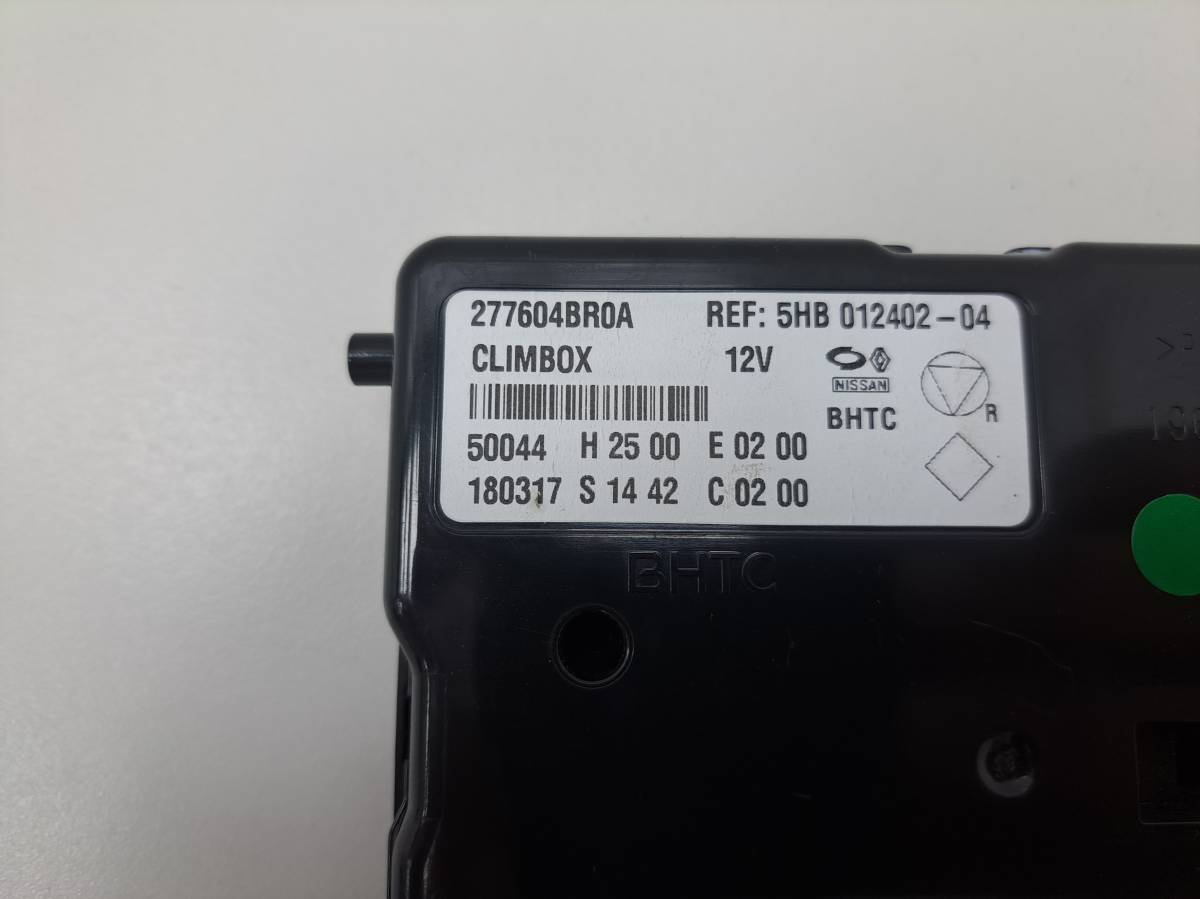 277604BR0A REF: 5HB 012402-04
CLIMBOX 12V
NISSAN
BHTC
R
50044 H 25 00 E 02 00
180317 S 14 42 C 02 00
BHTC